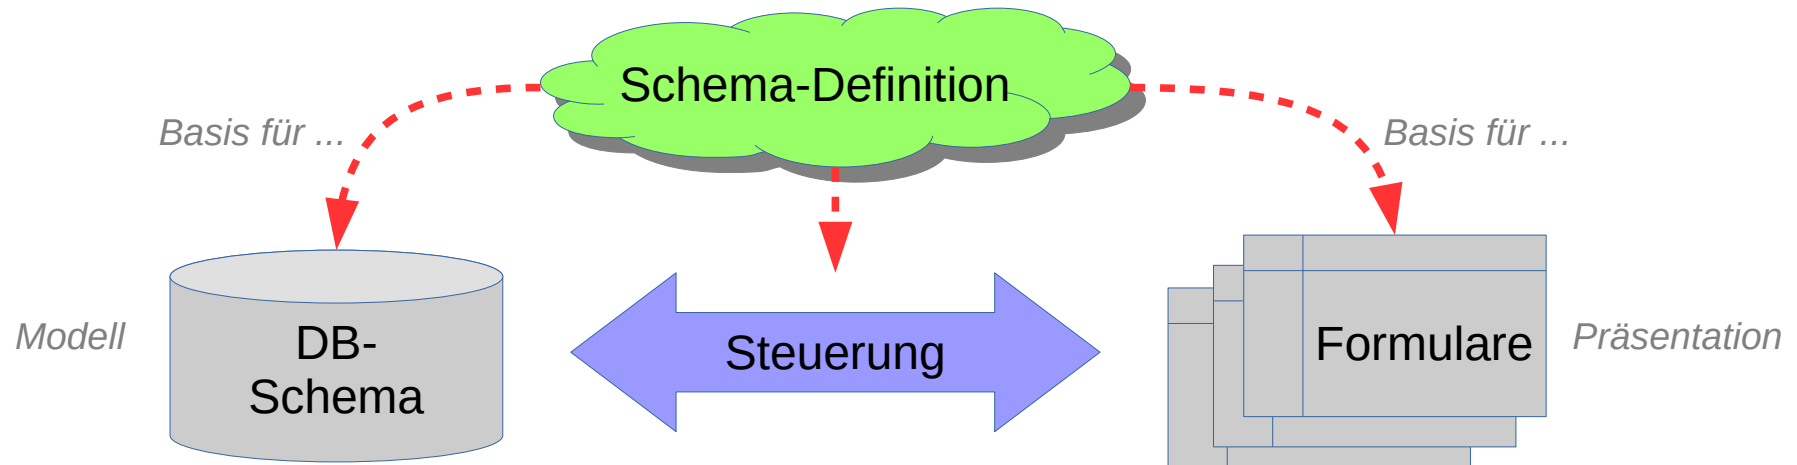 Schema-Definition
Basis für ...
Basis für ...
Modell
DB-
Schema
Steuerung
Formulare
Präsentation